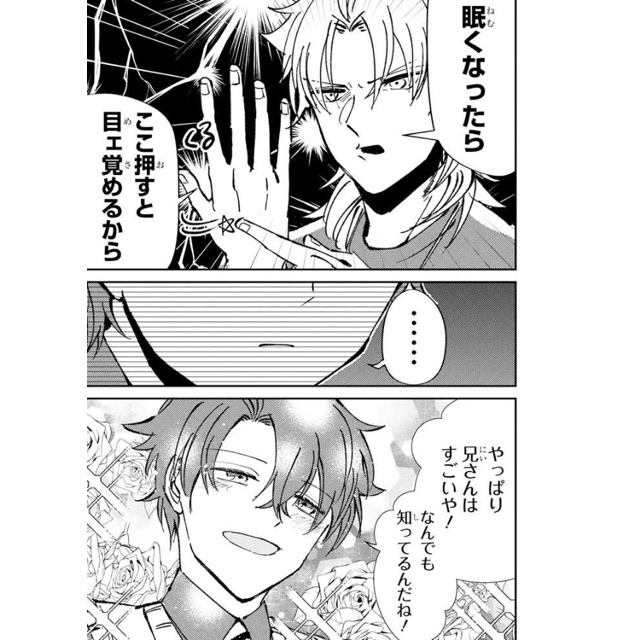 眠くなったら
ここ押すと
目ェ覚めるから
くる
……
やっぱり
兄さんは
すごいや!
なんでも
知ってるんだね!